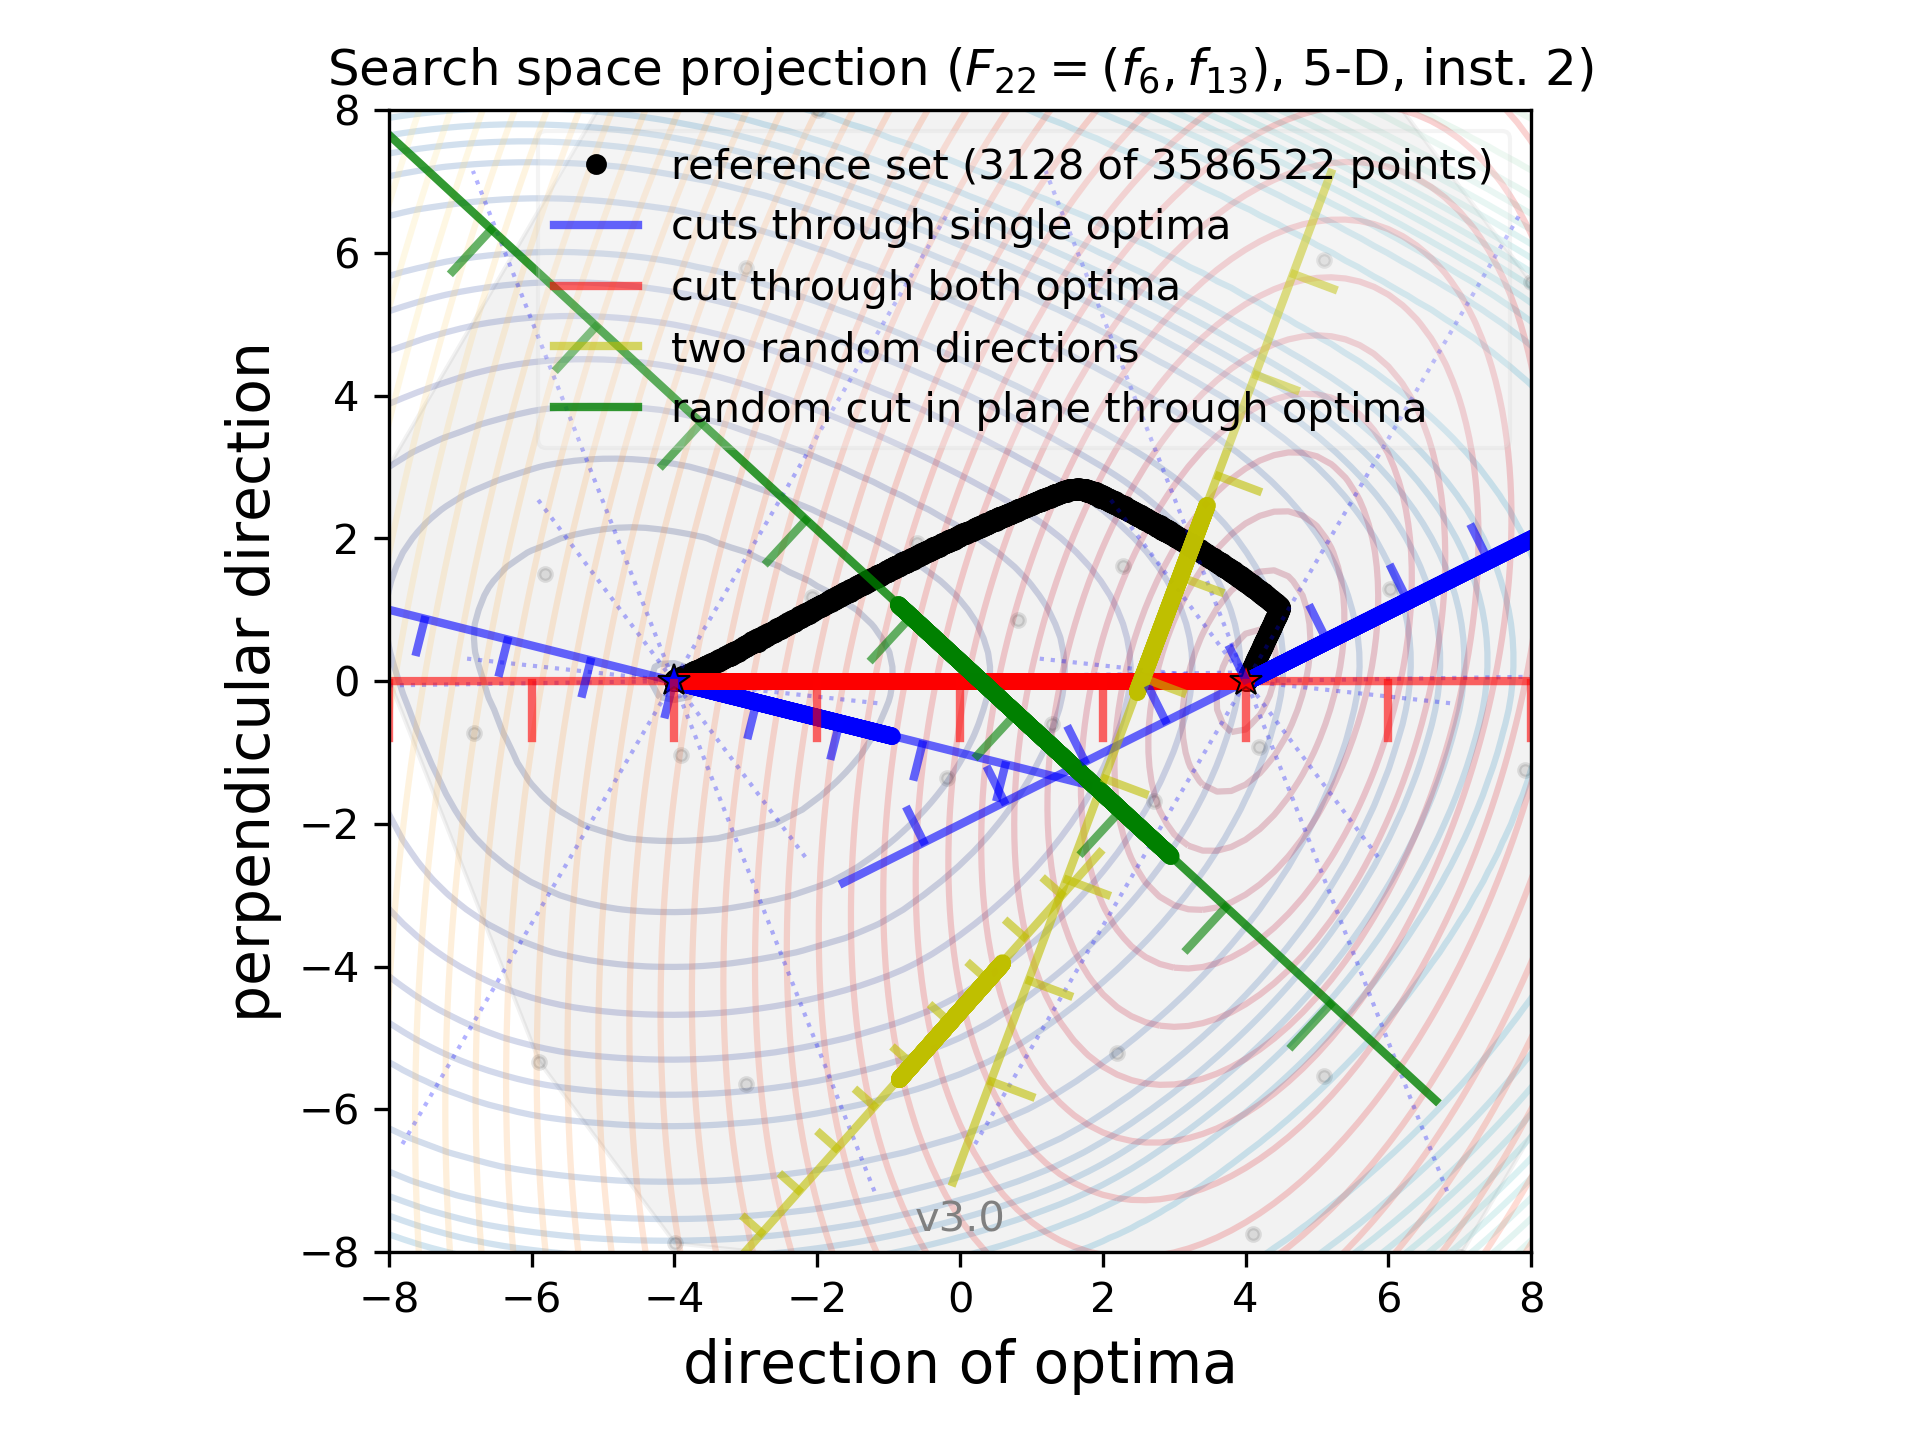 Search space projection (F22 = (f6, f13), 5-D, inst. 2)
8
6
4
2
0
−2
−4
−6
−8
perpendicular direction
reference set (3128 of 3586522 points)
cuts through single optima
cut through both optima
two random directions
random cut in plane through optima
v3.0
−8 −6 −4 −2 0 2 4 6 8
direction of optima